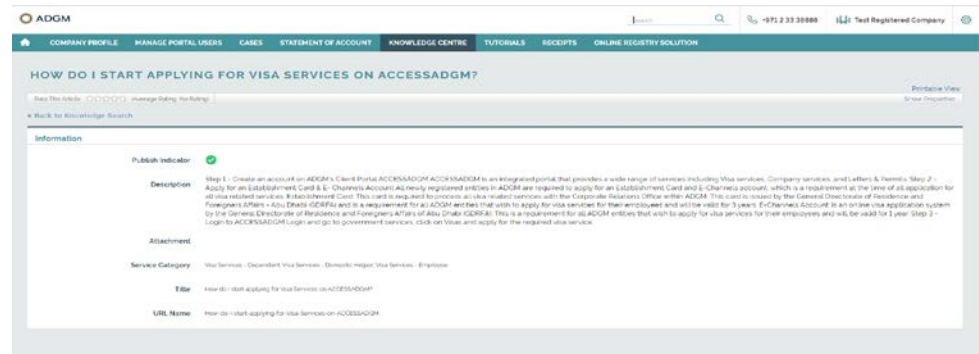 ADGM
Search
+971 2 33 38888
Test Registered Company
COMPANY PROFILE MANAGE PORTAL USERS CASES STATEMENT OF ACCOUNT KNOWLEDGE CENTRE TUTORIALS RECEIPTS ONLINE REGISTRY SOLUTION
HOW DO I START APPLYING FOR VISA SERVICES ON ACCESSADGM?
Printable View
Rate This Article (Average Rating: No Rating)
Show Properties
« Back to Knowledge Search
Information
Publish Indicator
Description
Step 1 - Create an account on ADGM's Client Portal ACCESSADGM ACCESSADGM is an integrated portal that provides a wide range of services including Visa services, Company services, and Letters & Permits. Step 2 -
Apply for an Establishment Card & E- Channels Account All newly registered entities in ADGM are required to apply for an Establishment Card and E-Channels account, which is a requirement at the time of all application for
all visa related services. Establishment Card: This card is required to process all visa related services with the Corporate Relations Office within ADGM. This card is issued by the General Directorate of Residence and
Foreigners Affairs - Abu Dhabi (GDRFA) and is a requirement for all ADGM entities that wish to apply for visa services for their employees and will be valid for 3 years. E-Channels Account is an online visa application system
by the General Directorate of Residence and Foreigners Affairs of Abu Dhabi (GDRFA). This is a requirement for all ADGM entities that wish to apply for visa services for their employees and will be valid for 1 year Step 3 -
Login to ACCESSADGM Login and go to government services, click on Visas and apply for the required visa service.
Attachment
Service Category
Visa Services - Dependent Visa Services - Domestic Helper; Visa Services - Employee
Title
How do I start applying for Visa Services on ACCESSADGM?
URL Name
How-do-I-start-applying-for-Visa-Services-on-ACCESSADGM